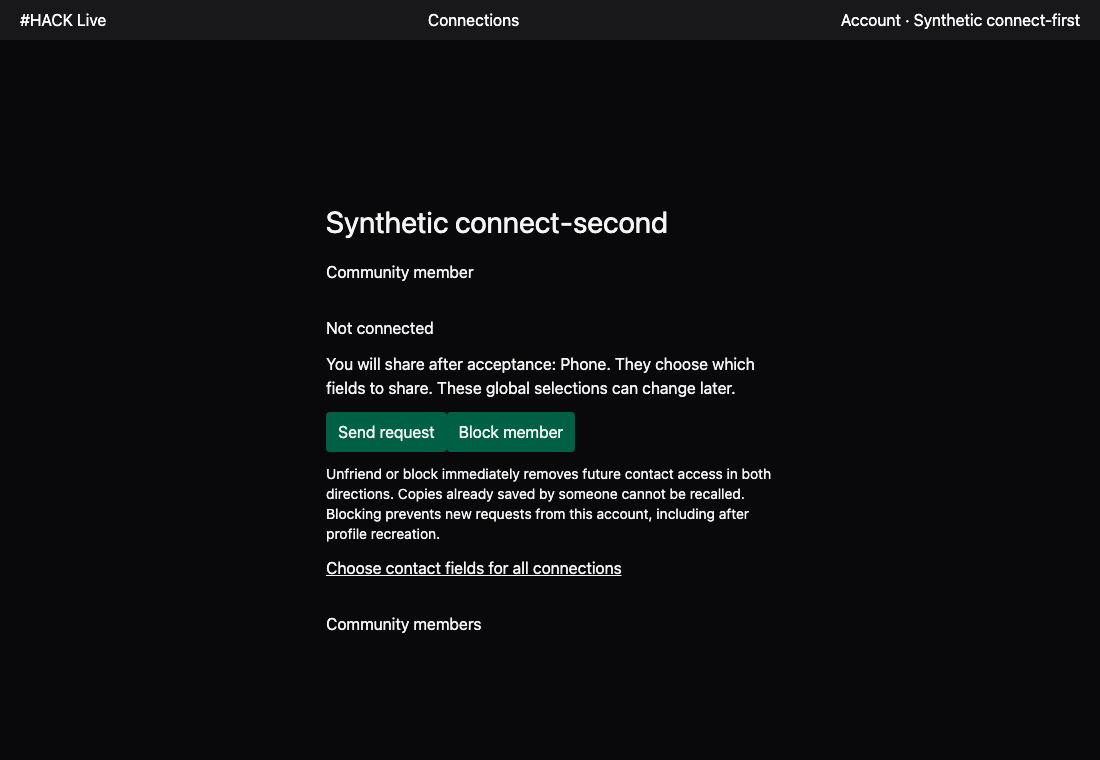 #HACK Live
Connections
Account · Synthetic connect-first
Synthetic connect-second
Community member
Not connected
You will share after acceptance: Phone. They choose which
fields to share. These global selections can change later.
Send request
Block member
Unfriend or block immediately removes future contact access in both
directions. Copies already saved by someone cannot be recalled.
Blocking prevents new requests from this account, including after
profile recreation.
Choose contact fields for all connections
Community members